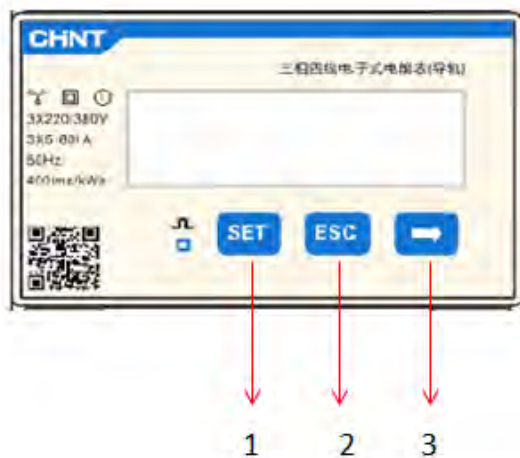 CHNT
三相四线电子式电能表(导轨)
3X220/380V
3X5(60)A
50Hz
400imp/kWh
SET
ESC
1
2
3